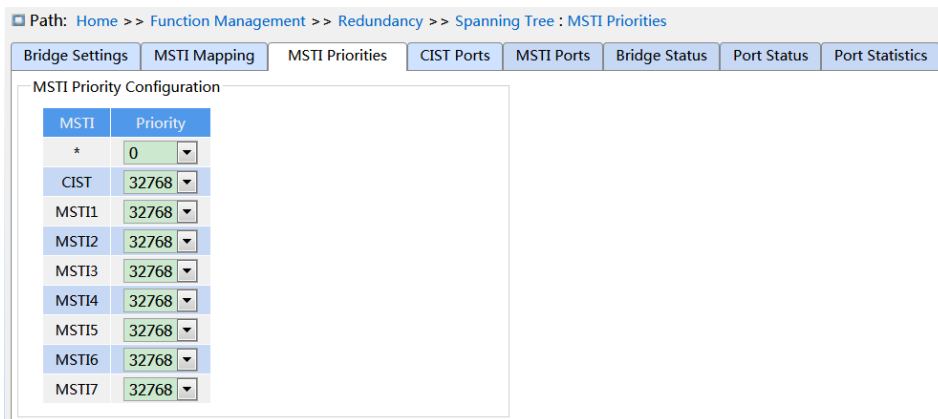 Path: Home >> Function Management >> Redundancy >> Spanning Tree : MSTI Priorities
Bridge Settings MSTI Mapping MSTI Priorities CIST Ports MSTI Ports Bridge Status Port Status Port Statistics
MSTI Priority Configuration
MSTI Priority
* 0
CIST 32768
MSTI1 32768
MSTI2 32768
MSTI3 32768
MSTI4 32768
MSTI5 32768
MSTI6 32768
MSTI7 32768